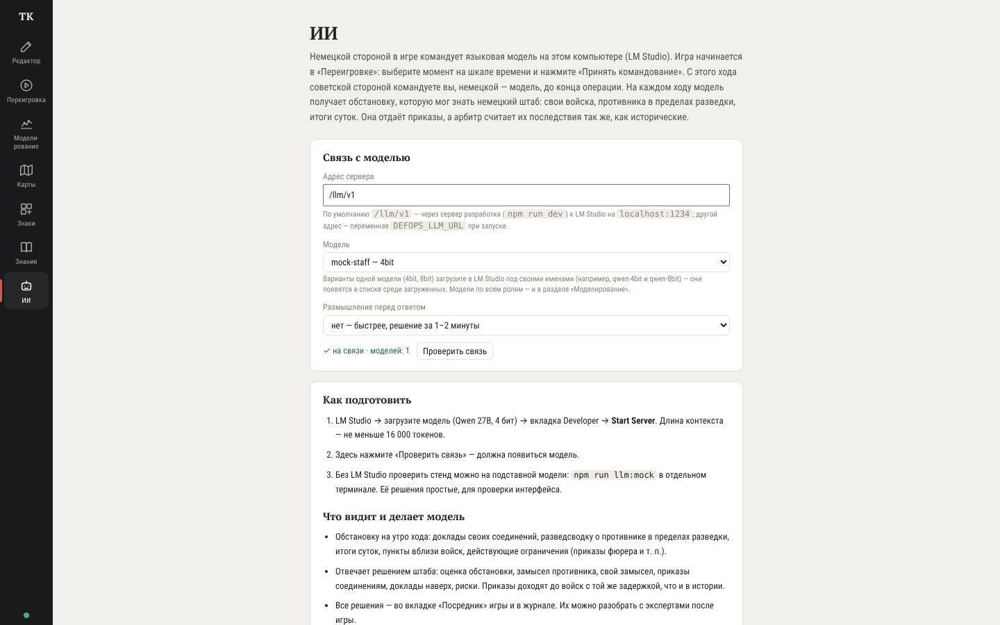 ТК
Редактор
Переигровка
Модели-
рование
Карты
Знаки
Знания
ИИ
ИИ
Немецкой стороной в игре командует языковая модель на этом компьютере (LM Studio). Игра начинается
в «Переигровке»: выберите момент на шкале времени и нажмите «Принять командование». С этого хода
советской стороной командуете вы, немецкой — модель, до конца операции. На каждом ходу модель
получает обстановку, которую мог знать немецкий штаб: свои войска, противника в пределах разведки,
итоги суток. Она отдаёт приказы, а арбитр считает их последствия так же, как исторические.
Связь с моделью
Адрес сервера
/llm/v1
По умолчанию /llm/v1 — через сервер разработки (npm run dev) к LM Studio на localhost:1234; другой
адрес — переменная DEFOPS_LLM_URL при запуске.
Модель
mock-staff — 4bit
Варианты одной модели (4bit, 8bit) загрузите в LM Studio под своими именами (например, qwen-4bit и qwen-8bit) — они
появятся в списке среди загруженных. Модели по всем ролям — и в разделе «Моделирование».
Размышление перед ответом
нет — быстрее, решение за 1–2 минуты
✓ на связи · моделей: 1 Проверить связь
Как подготовить
1. LM Studio → загрузите модель (Qwen 27B, 4 бит) → вкладка Developer → Start Server. Длина контекста
— не меньше 16 000 токенов.
2. Здесь нажмите «Проверить связь» — должна появиться модель.
3. Без LM Studio проверить стенд можно на подставной модели: npm run llm:mock в отдельном
терминале. Её решения простые, для проверки интерфейса.
Что видит и делает модель
• Обстановку на утро хода: доклады своих соединений, разведсводку о противнике в пределах разведки,
итоги суток, пункты вблизи войск, действующие ограничения (приказы фюрера и т. п.).
• Отвечает решением штаба: оценка обстановки, замысел противника, свой замысел, приказы
соединениям, доклады наверх, риски. Приказы доходят до войск с той же задержкой, что и в истории.
• Все решения — во вкладке «Посредник» игры и в журнале. Их можно разобрать с экспертами после
игры.